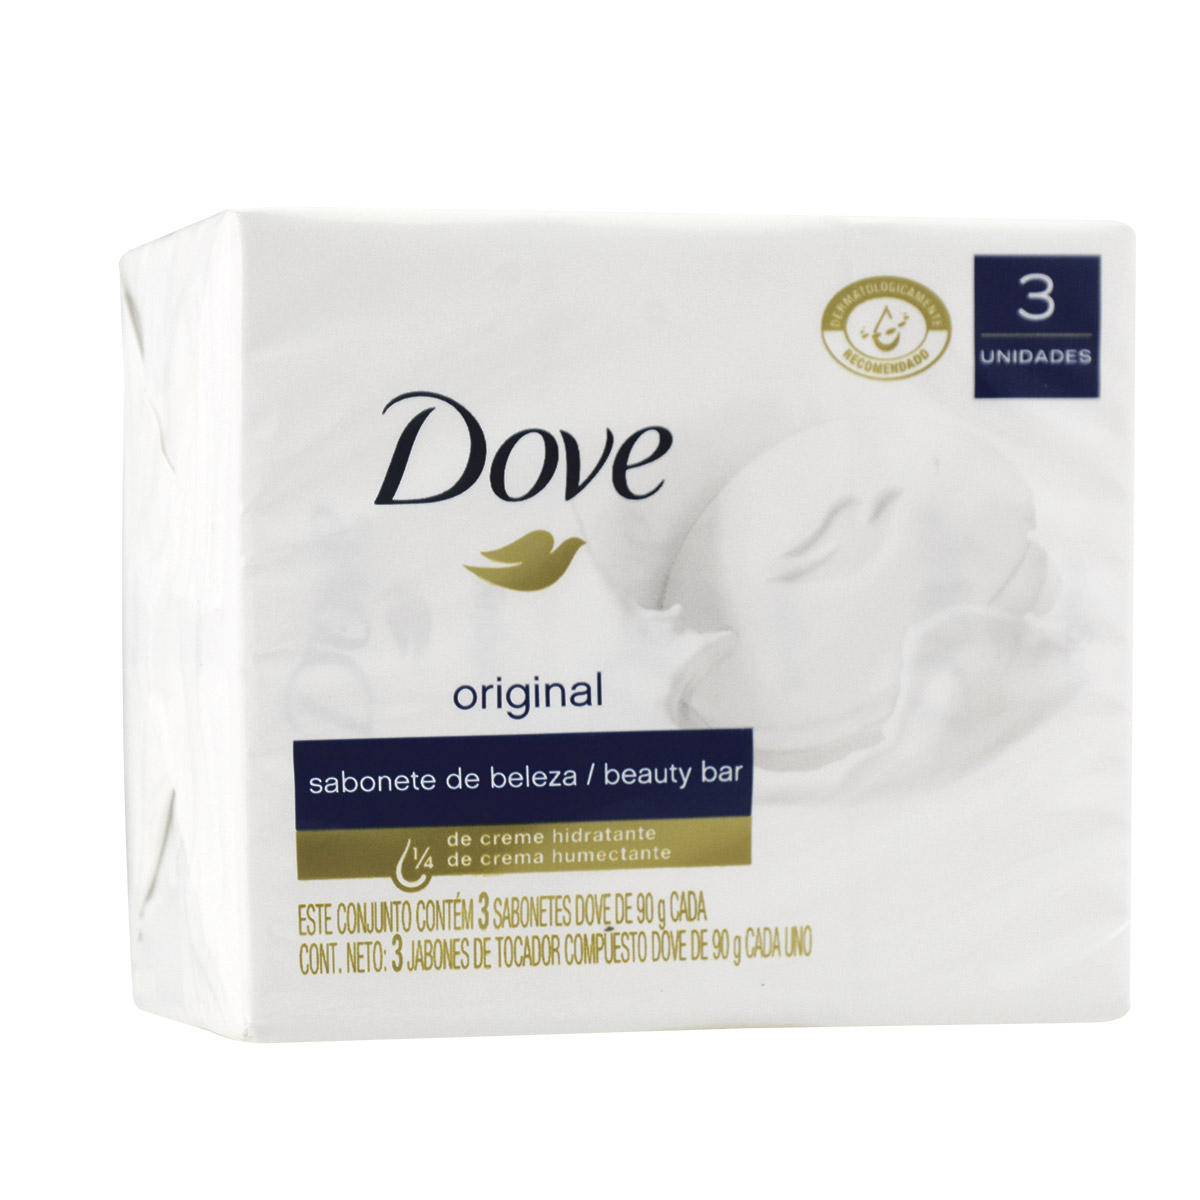 3
UNIDADES
DERMATOLOGICAMENTE
RECOMENDADO
Dove
original
sabonete de beleza / beauty bar
1/4
de creme hidratante
de crema humectante
ESTE CONJUNTO CONTÉM 3 SABONETES DOVE DE 90 g CADA
CONT. NETO: 3 JABONES DE TOCADOR COMPUESTO DOVE DE 90 g CADA UNO